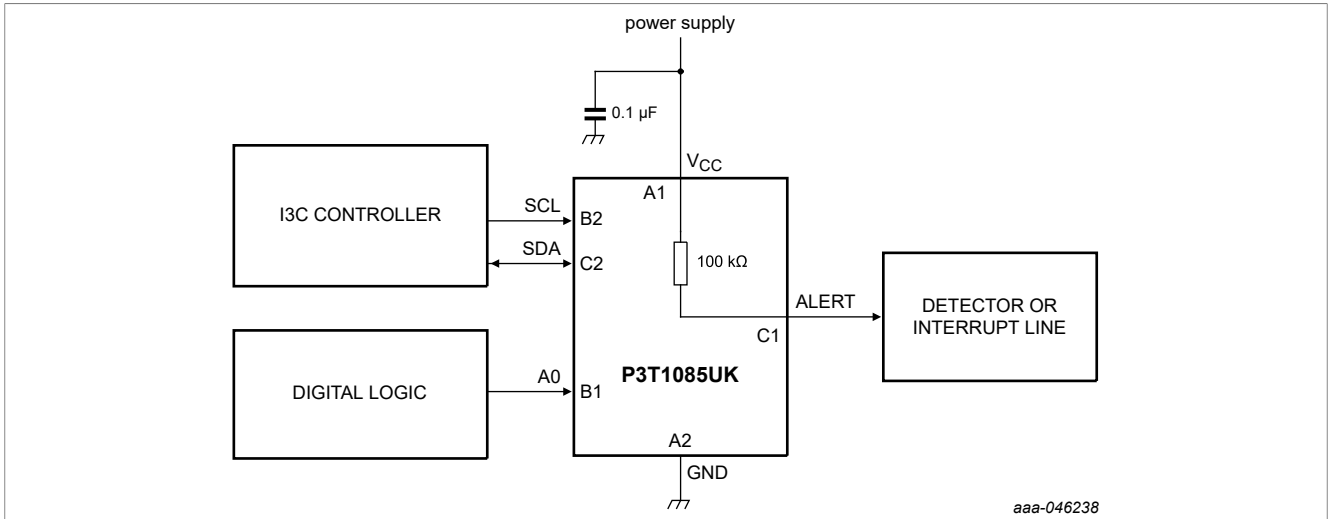 power supply
0.1 µF
VCC
A1
I3C CONTROLLER
SCL
B2
SDA
C2
100 kΩ
ALERT
C1
DETECTOR OR
INTERRUPT LINE
P3T1085UK
DIGITAL LOGIC
A0
B1
A2
GND
aaa-046238